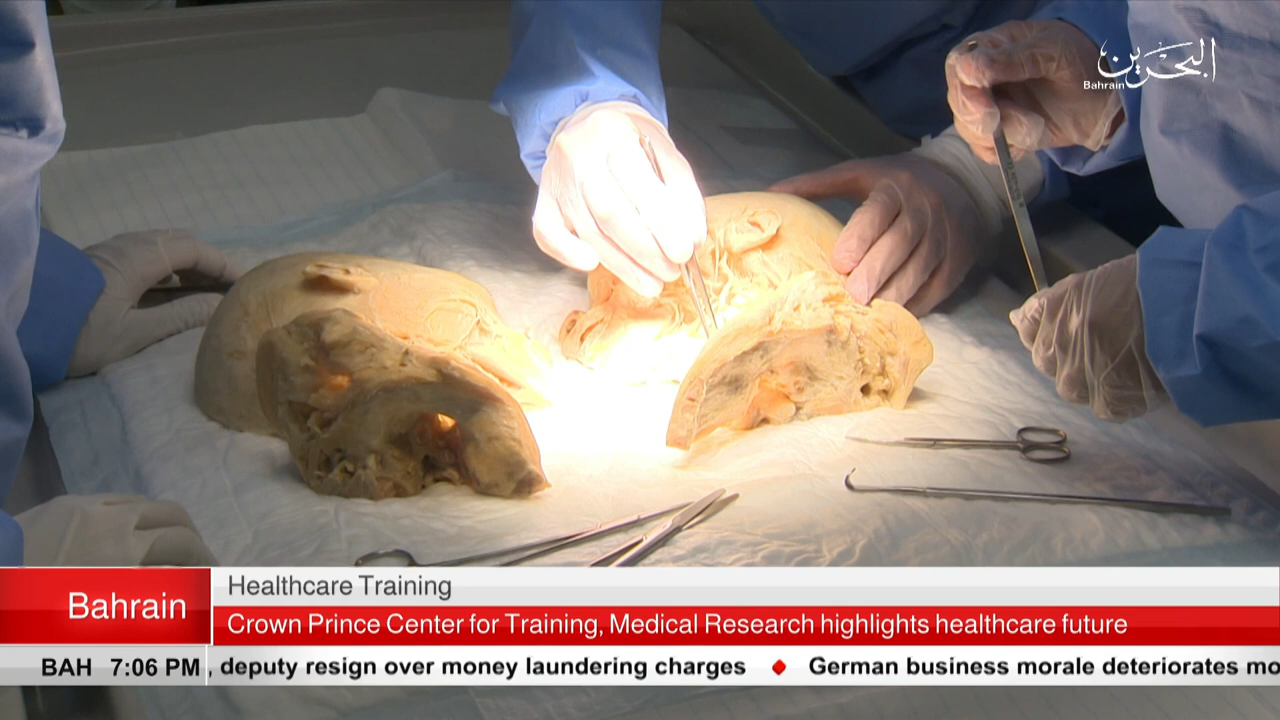 البحرين
Bahrain
Healthcare Training
Bahrain
Crown Prince Center for Training, Medical Research highlights healthcare future
BAH 7:06 PM , deputy resign over money laundering charges ♦ German business morale deteriorates mo